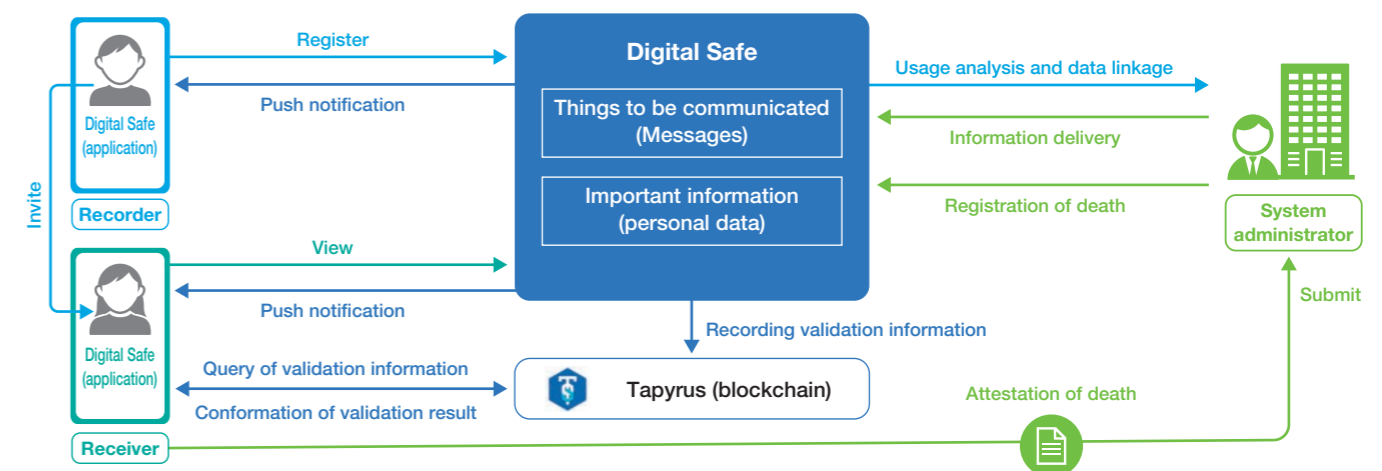 Register
Push notification
Digital Safe
(application)
Recorder
Invite
View
Push notification
Digital Safe
(application)
Receiver
Digital Safe
Things to be communicated
(Messages)
Important information
(personal data)
Usage analysis and data linkage
Information delivery
Registration of death
System
administrator
Submit
Recording validation information
Query of validation information
Conformation of validation result
Tapyrus (blockchain)
Attestation of death